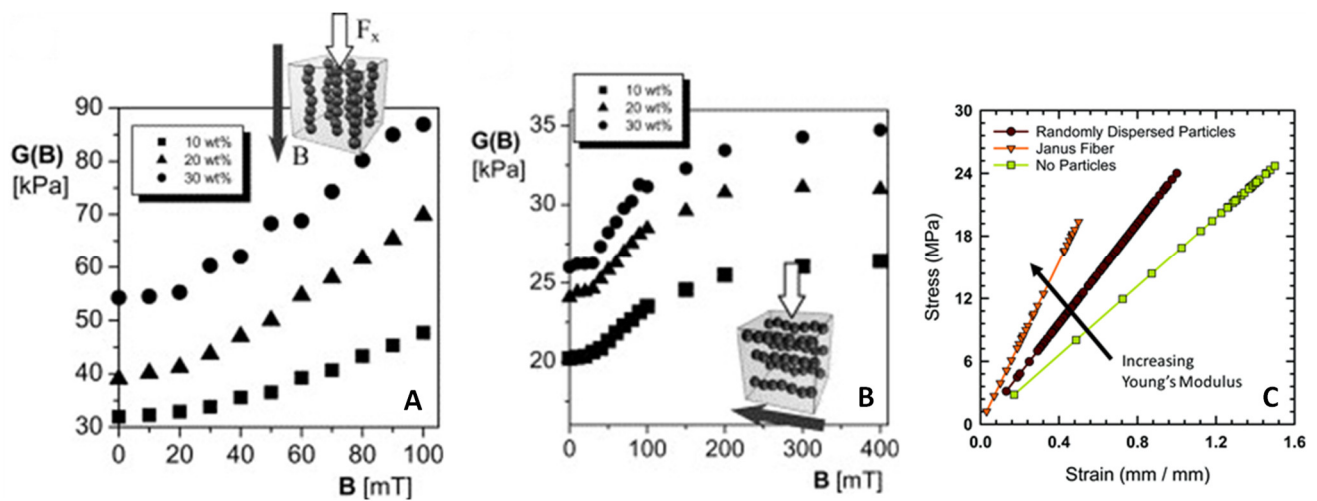 F_x
B
90
80
70
60
50
40
30
G(B)
[kPa]
10 wt%
20 wt%
30 wt%
A
0 20 40 60 80 100
B [mT]
10 wt%
20 wt%
30 wt%
35
30
25
20
G(B)
[kPa]
B
0 100 200 300 400
B [mT]
30
24
18
12
6
0
Stress (MPa)
Randomly Dispersed Particles
Janus Fiber
No Particles
Increasing
Young's Modulus
C
0.0 0.4 0.8 1.2 1.6
Strain (mm / mm)